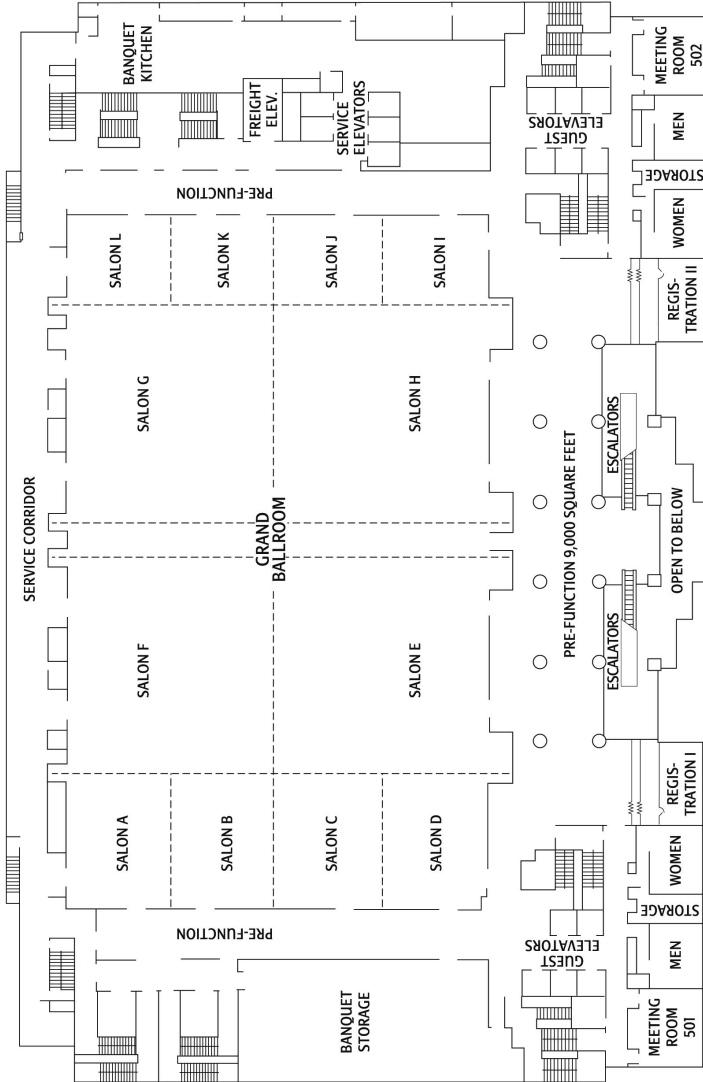 SERVICE CORRIDOR
BANQUET
KITCHEN
FREIGHT
ELEV.
SERVICE
ELEVATORS
PRE-FUNCTION
SALON L
SALON K
SALON J
SALON I
SALON G
SALON H
GRAND
BALLROOM
SALON F
SALON E
SALON A
SALON B
SALON C
SALON D
PRE-FUNCTION
BANQUET
STORAGE
PRE-FUNCTION 9,000 SQUARE FEET
GUEST
ELEVATORS
GUEST
ELEVATORS
MEETING
ROOM
501
MEN
STORAGE
WOMEN
REGIS-
TRATION I
ESCALATORS
OPEN TO BELOW
ESCALATORS
REGIS-
TRATION II
WOMEN
STORAGE
MEN
MEETING
ROOM
502